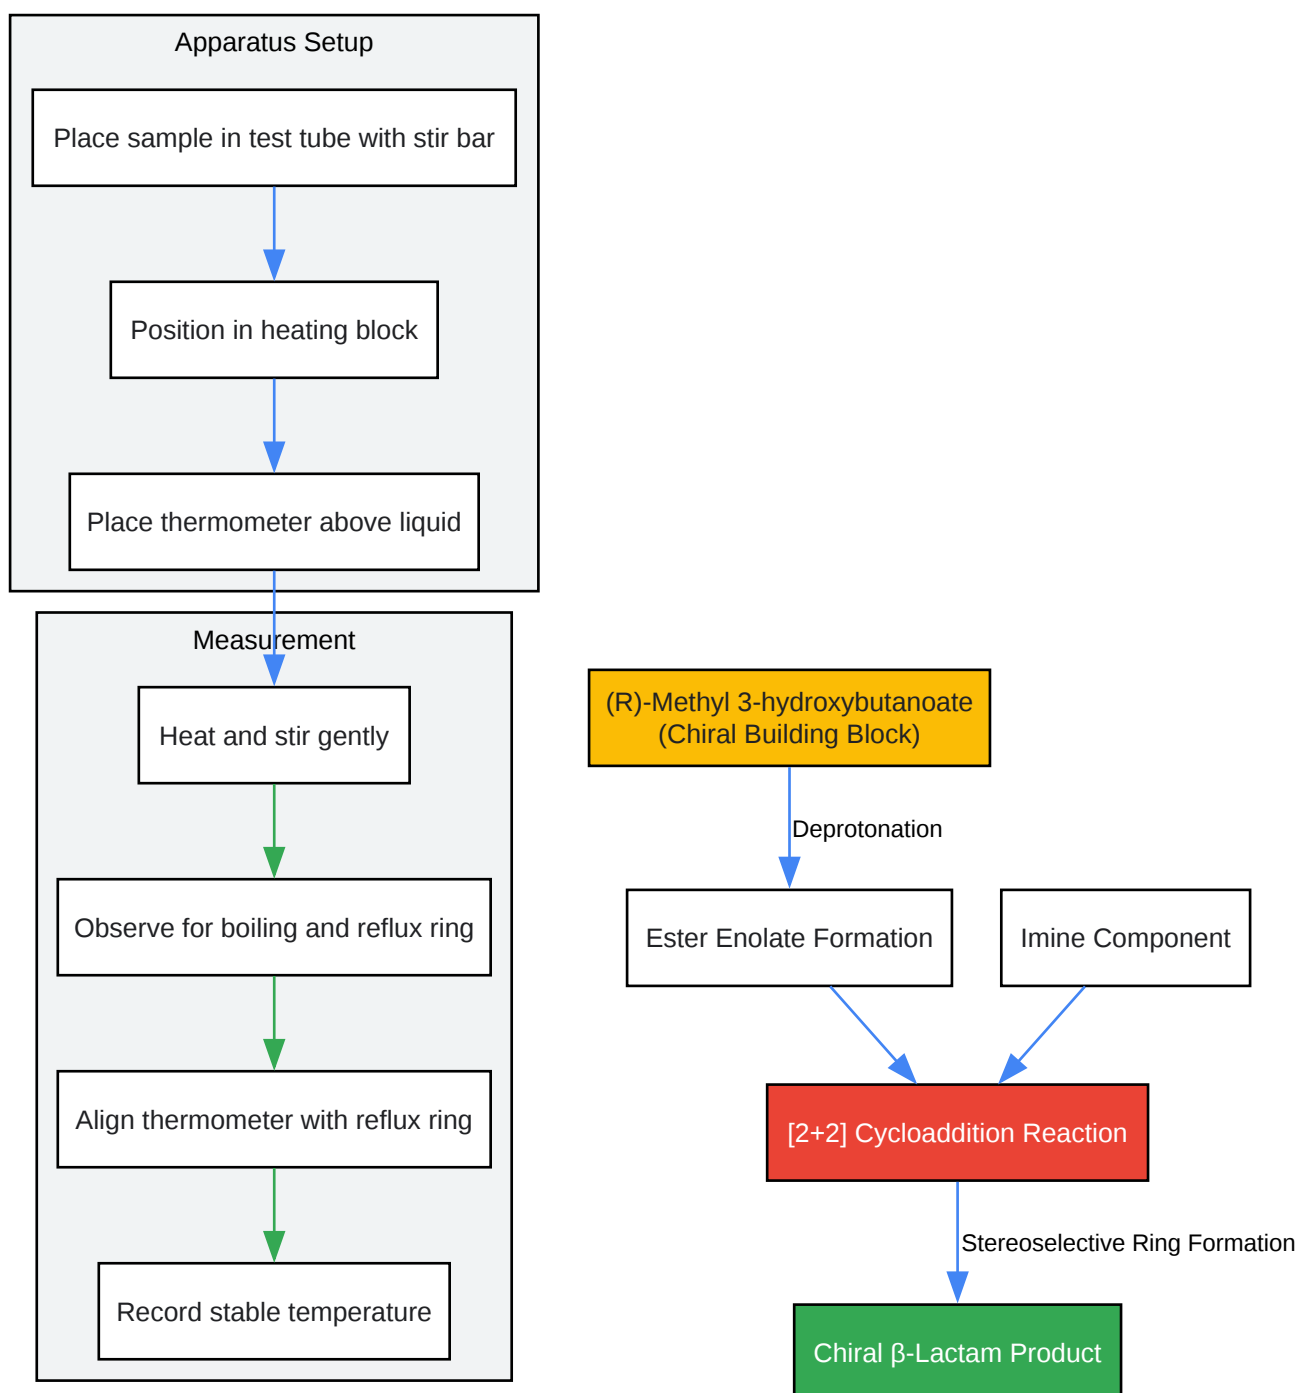 Apparatus Setup
Place sample in test tube with stir bar
Position in heating block
Place thermometer above liquid
Measurement
Heat and stir gently
Observe for boiling and reflux ring
Align thermometer with reflux ring
Record stable temperature
(R)-Methyl 3-hydroxybutanoate
(Chiral Building Block)
Deprotonation
Ester Enolate Formation
Imine Component
[2+2] Cycloaddition Reaction
Stereoselective Ring Formation
Chiral β-Lactam Product